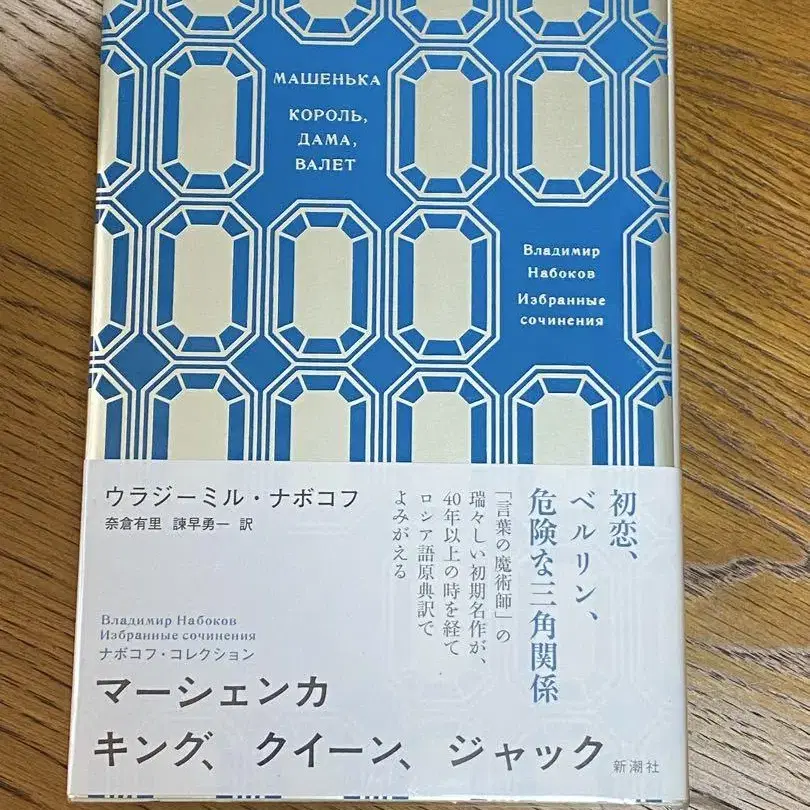 МАШЕНЬКА
КОРОЛЬ,
ДАМА,
ВАЛЕТ
Владимир
Набоков
Избранные
сочинения
ウラジーミル・ナボコフ
奈倉有里 諫早勇一 訳
初恋、
ベルリン、
危険な三角関係
「言葉の魔術師」の
瑞々しい初期名作が、
40年以上の時を経て
ロシア語原典訳で
よみがえる
Владимир Набоков
Избранные сочинения
ナボコフ・コレクション
マーシェンカ
キング、クイーン、ジャック
新潮社